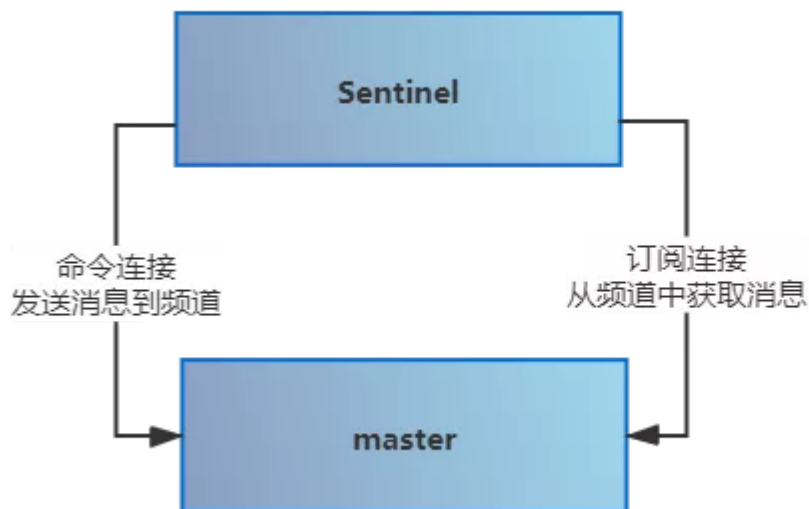 Sentinel
命令连接
发送消息到频道
订阅连接
从频道中获取消息
master